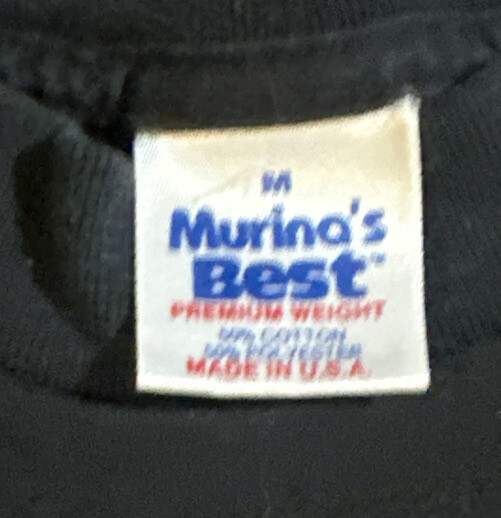 M
Murina's
Best™
PREMIUM WEIGHT
50% COTTON
50% POLYESTER
MADE IN U.S.A.